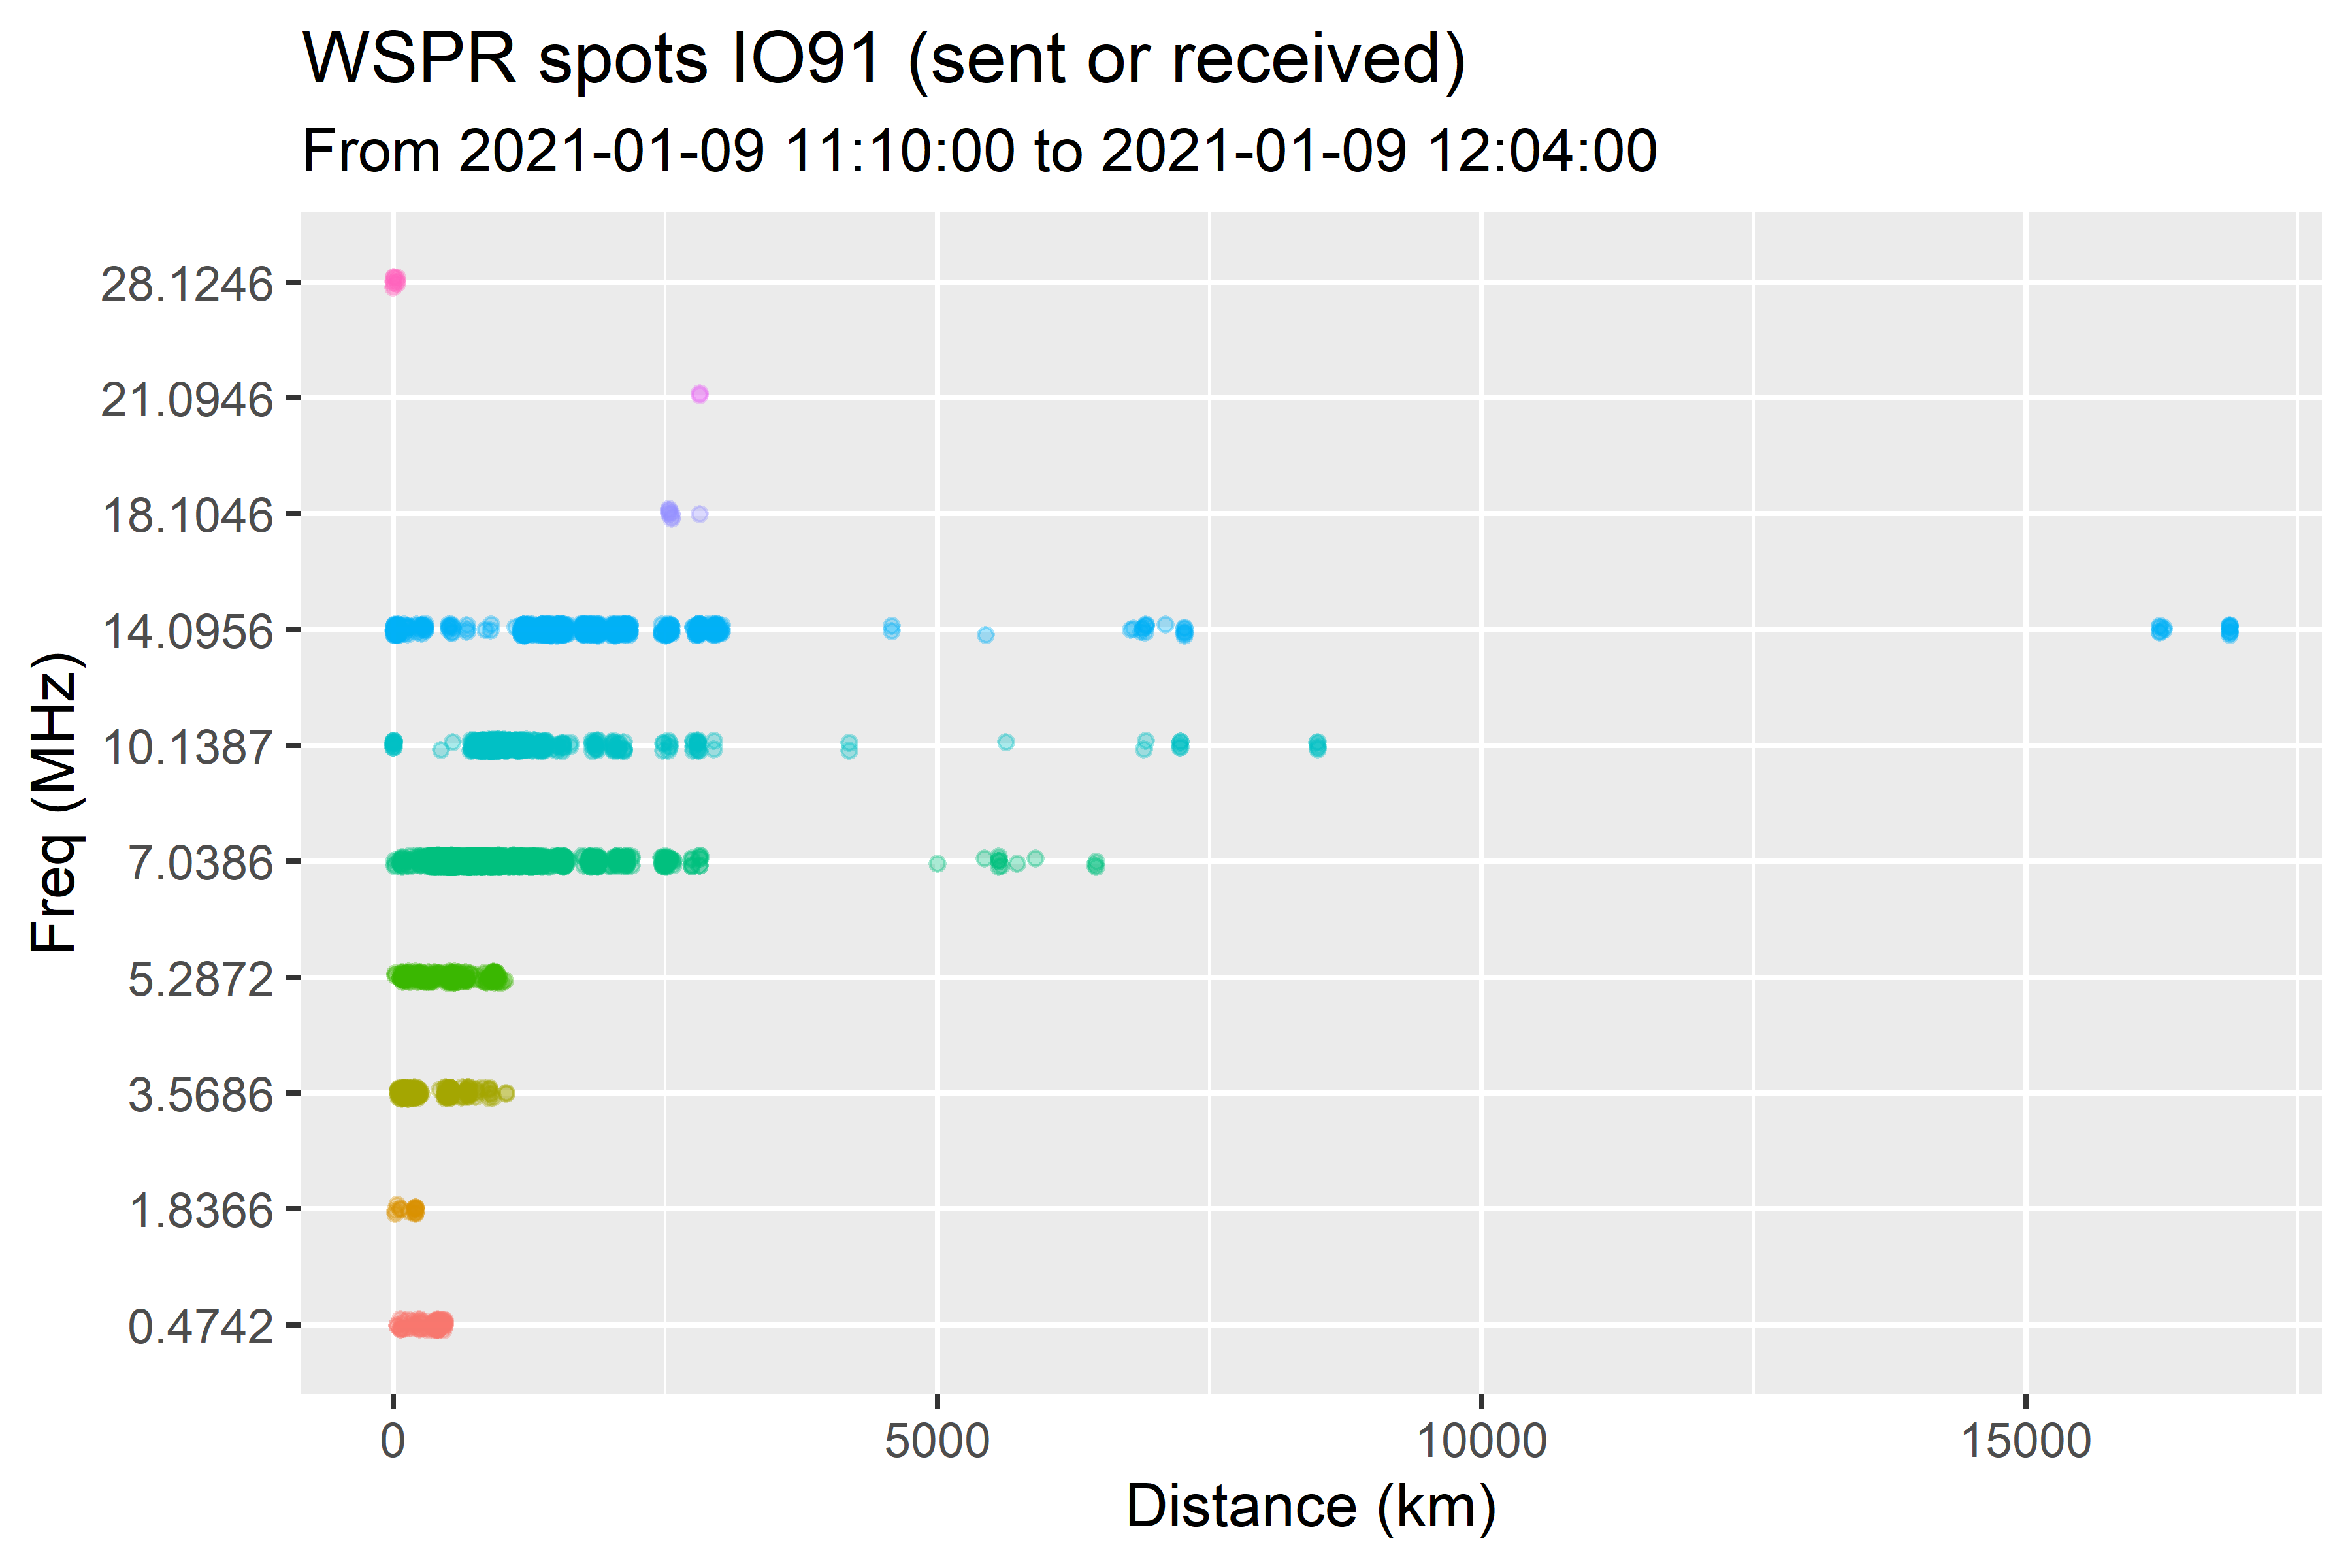 WSPR spots IO91 (sent or received)
From 2021-01-09 11:10:00 to 2021-01-09 12:04:00
28.1246
21.0946
18.1046
14.0956
10.1387
7.0386
5.2872
3.5686
1.8366
0.4742
Freq (MHz)
0 5000 10000 15000
Distance (km)